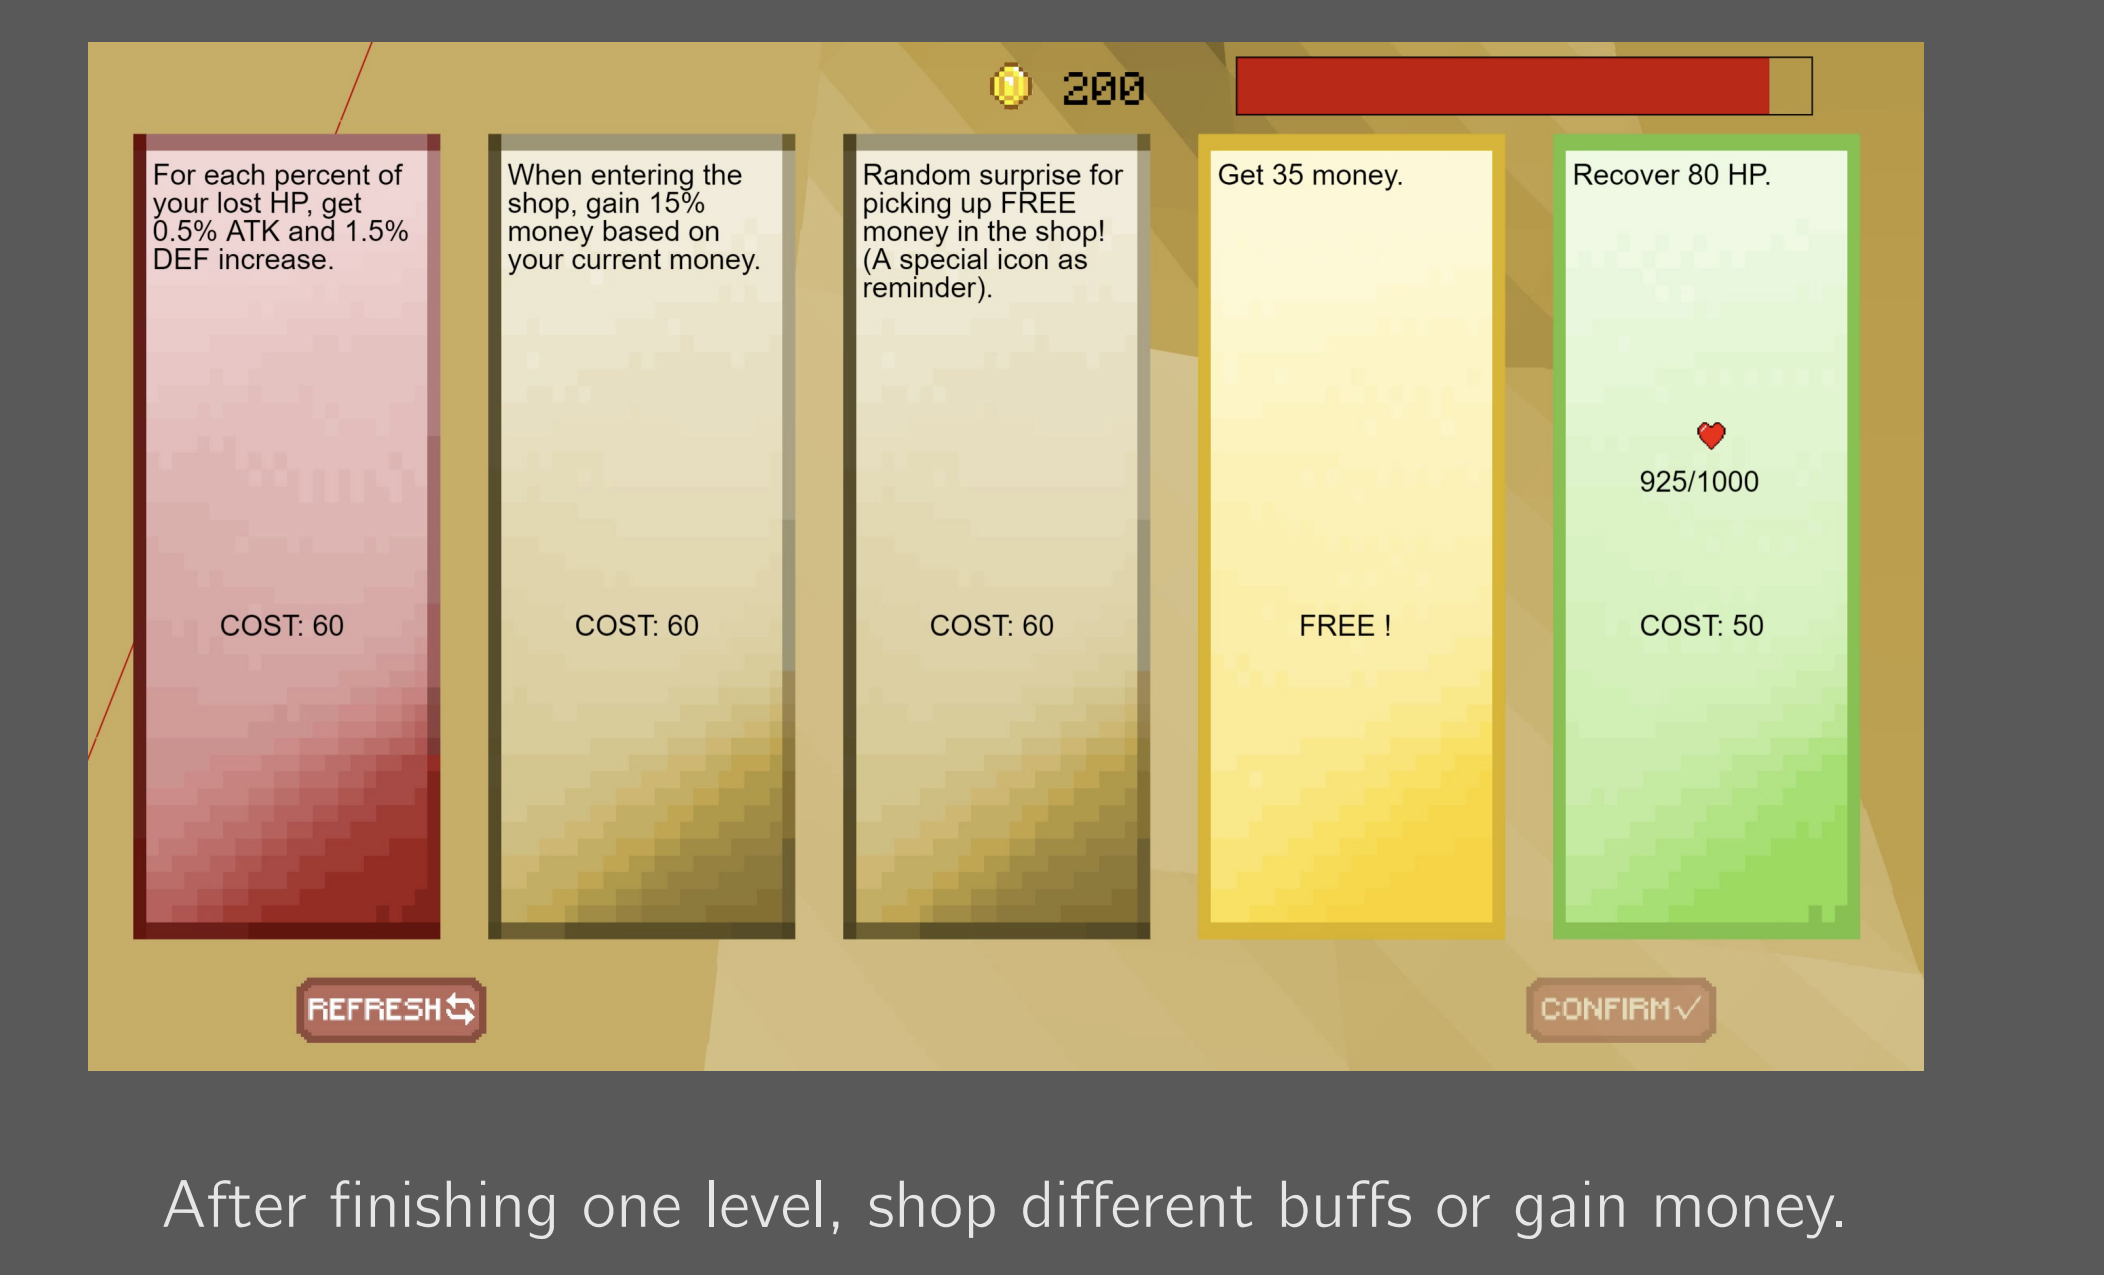 200
For each percent of
your lost HP, get
0.5% ATK and 1.5%
DEF increase.
COST: 60
When entering the
shop, gain 15%
money based on
your current money.
COST: 60
Random surprise for
picking up FREE
money in the shop!
(A special icon as
reminder).
COST: 60
Get 35 money.
FREE !
Recover 80 HP.
925/1000
COST: 50
REFRESH
CONFIRM
After finishing one level, shop different buffs or gain money.